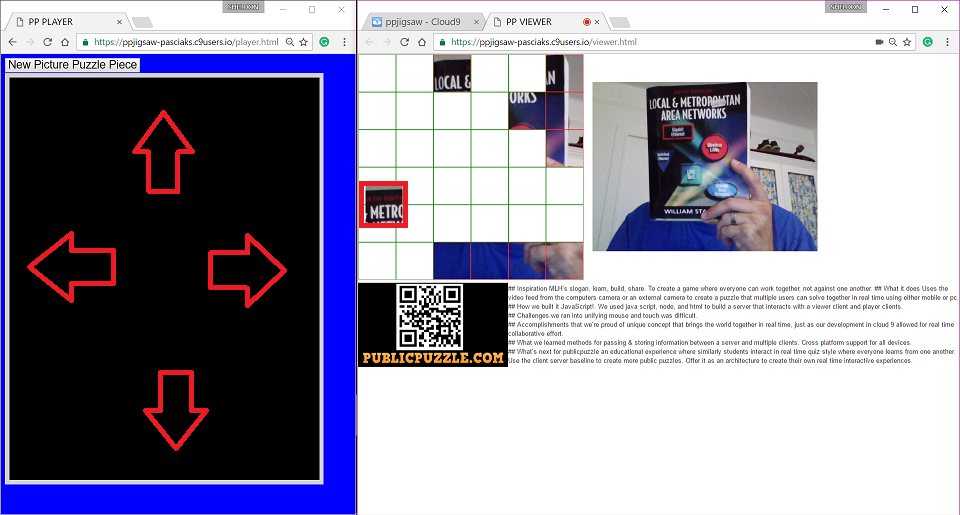 SHELDON
PP PLAYER
https://ppjigsaw-pasciaks.c9users.io/player.html
New Picture Puzzle Piece
SHELDON
ppjigsaw - Cloud9
PP VIEWER
https://ppjigsaw-pasciaks.c9users.io/viewer.html
LOCAL &
AN
ORKS
& METRO
LOCAL & METROPOLITAN
AREA NETWORKS
Gigabit
Ethernet
Wireless
LANs
WILLIAM STA
## Inspiration MLH's slogan, learn, build, share. To create a game where everyone can work together, not against one another. ## What it does Uses the
video feed from the computers camera or an external camera to create a puzzle that multiple users can solve together in real time using either mobile or pc.
## How we built it JavaScript!. We used java script, node, and html to build a server that interacts with a viewer client and player clients.
## Challenges we ran into unifying mouse and touch was difficult.
## Accomplishments that we're proud of unique concept that brings the world together in real time, just as our development in cloud 9 allowed for real time
collaborative effort.
## What we learned methods for passing & storing information between a server and multiple clients. Cross platform support for all devices.
## What's next for publicpuzzle an educational experience where similarly students interact in real time quiz style where everyone learns from one another.
Use the client server baseline to create more public puzzles. Offer it as an architecture to create their own real time interactive experiences.
PUBLICPUZZLE.COM